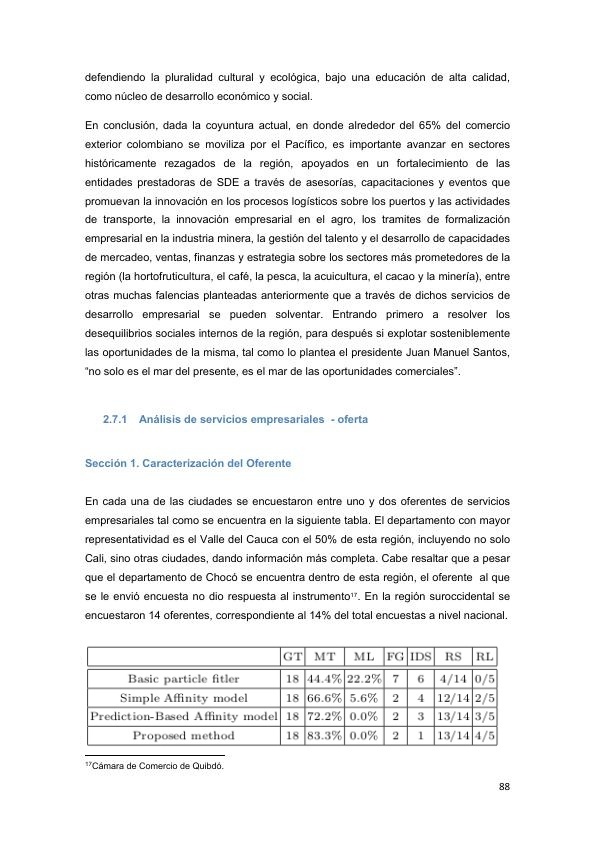 defendiendo la pluralidad cultural y ecológica, bajo una educación de alta calidad,
como núcleo de desarrollo económico y social.
En conclusión, dada la coyuntura actual, en donde alrededor del 65% del comercio
exterior colombiano se moviliza por el Pacífico, es importante avanzar en sectores
históricamente rezagados de la región, apoyados en un fortalecimiento de las
entidades prestadoras de SDE a través de asesorías, capacitaciones y eventos que
promuevan la innovación en los procesos logísticos sobre los puertos y las actividades
de transporte, la innovación empresarial en el agro, los tramites de formalización
empresarial en la industria minera, la gestión del talento y el desarrollo de capacidades
de mercadeo, ventas, finanzas y estrategia sobre los sectores más prometedores de la
región (la hortofruticultura, el café, la pesca, la acuicultura, el cacao y la minería), entre
otras muchas falencias planteadas anteriormente que a través de dichos servicios de
desarrollo empresarial se pueden solventar. Entrando primero a resolver los
desequilibrios sociales internos de la región, para después si explotar sosteniblemente
las oportunidades de la misma, tal como lo plantea el presidente Juan Manuel Santos,
“no solo es el mar del presente, es el mar de las oportunidades comerciales”.
2.7.1 Análisis de servicios empresariales - oferta
Sección 1. Caracterización del Oferente
En cada una de las ciudades se encuestaron entre uno y dos oferentes de servicios
empresariales tal como se encuentra en la siguiente tabla. El departamento con mayor
representatividad es el Valle del Cauca con el 50% de esta región, incluyendo no solo
Cali, sino otras ciudades, dando información más completa. Cabe resaltar que a pesar
que el departamento de Chocó se encuentra dentro de esta región, el oferente al que
se le envió encuesta no dio respuesta al instrumento17. En la región suroccidental se
encuestaron 14 oferentes, correspondiente al 14% del total encuestas a nivel nacional.
GT MT ML FG IDS RS RL
Basic particle fitler 18 44.4% 22.2% 7 6 4/14 0/5
Simple Affinity model 18 66.6% 5.6% 2 4 12/14 2/5
Prediction-Based Affinity model 18 72.2% 0.0% 2 3 13/14 3/5
Proposed method 18 83.3% 0.0% 2 1 13/14 4/5
17Cámara de Comercio de Quibdó.
88